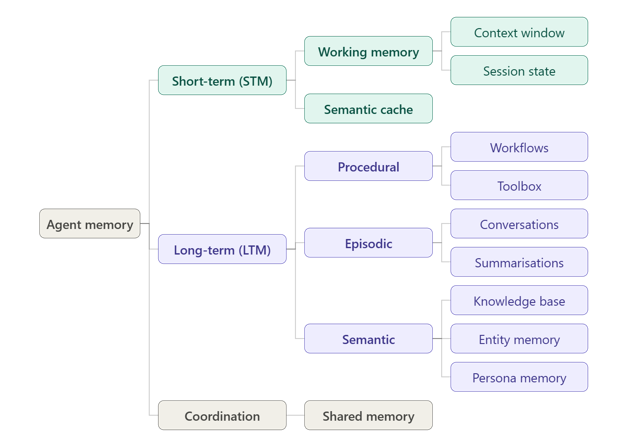 Agent memory
Short-term (STM)
Working memory
Context window
Session state
Semantic cache
Long-term (LTM)
Procedural
Workflows
Toolbox
Episodic
Conversations
Summarisations
Semantic
Knowledge base
Entity memory
Persona memory
Coordination
Shared memory